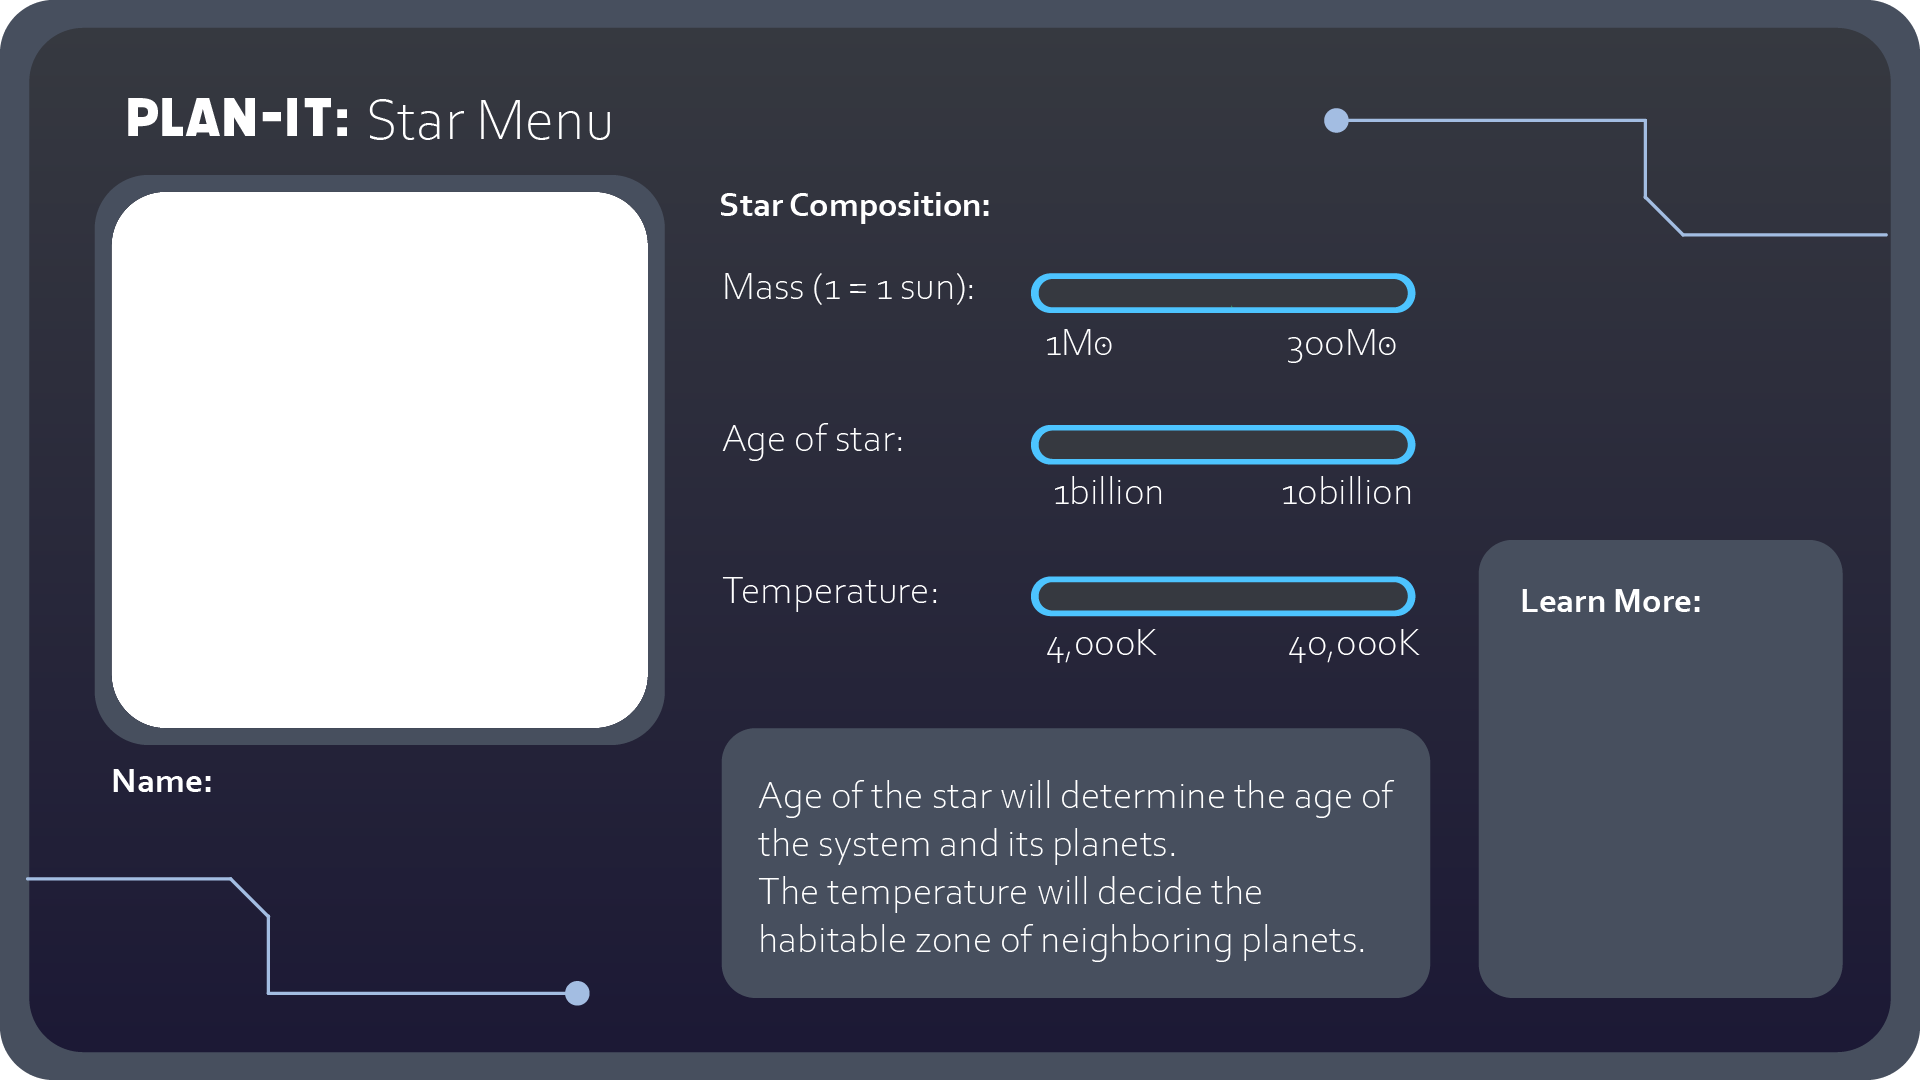 PLAN-IT: Star Menu
Star Composition:
Mass (1 = 1 sun):
1M⊙ 300M⊙
Age of star:
1billion 10billion
Temperature:
4,000K 40,000K
Learn More:
Name:
Age of the star will determine the age of
the system and its planets.
The temperature will decide the
habitable zone of neighboring planets.